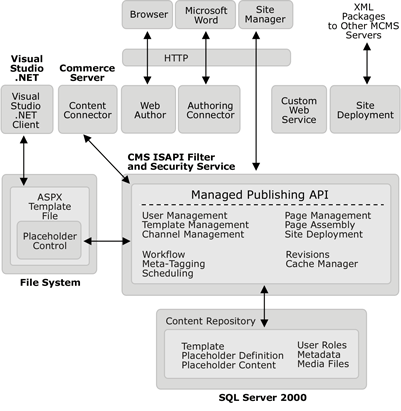 Browser
Microsoft
Word
Site
Manager
XML
Packages
to Other MCMS
Servers
HTTP
Visual
Studio
.NET
Commerce
Server
Visual
Studio
.NET
Client
Content
Connector
Web
Author
Authoring
Connector
Custom
Web
Service
Site
Deployment
CMS ISAPI Filter
and Security Service
ASPX
Template
File
Placeholder
Control
File System
Managed Publishing API
User Management
Template Management
Channel Management
Workflow
Meta-Tagging
Scheduling
Page Management
Page Assembly
Site Deployment
Revisions
Cache Manager
Content Repository
Template
Placeholder Definition
Placeholder Content
User Roles
Metadata
Media Files
SQL Server 2000